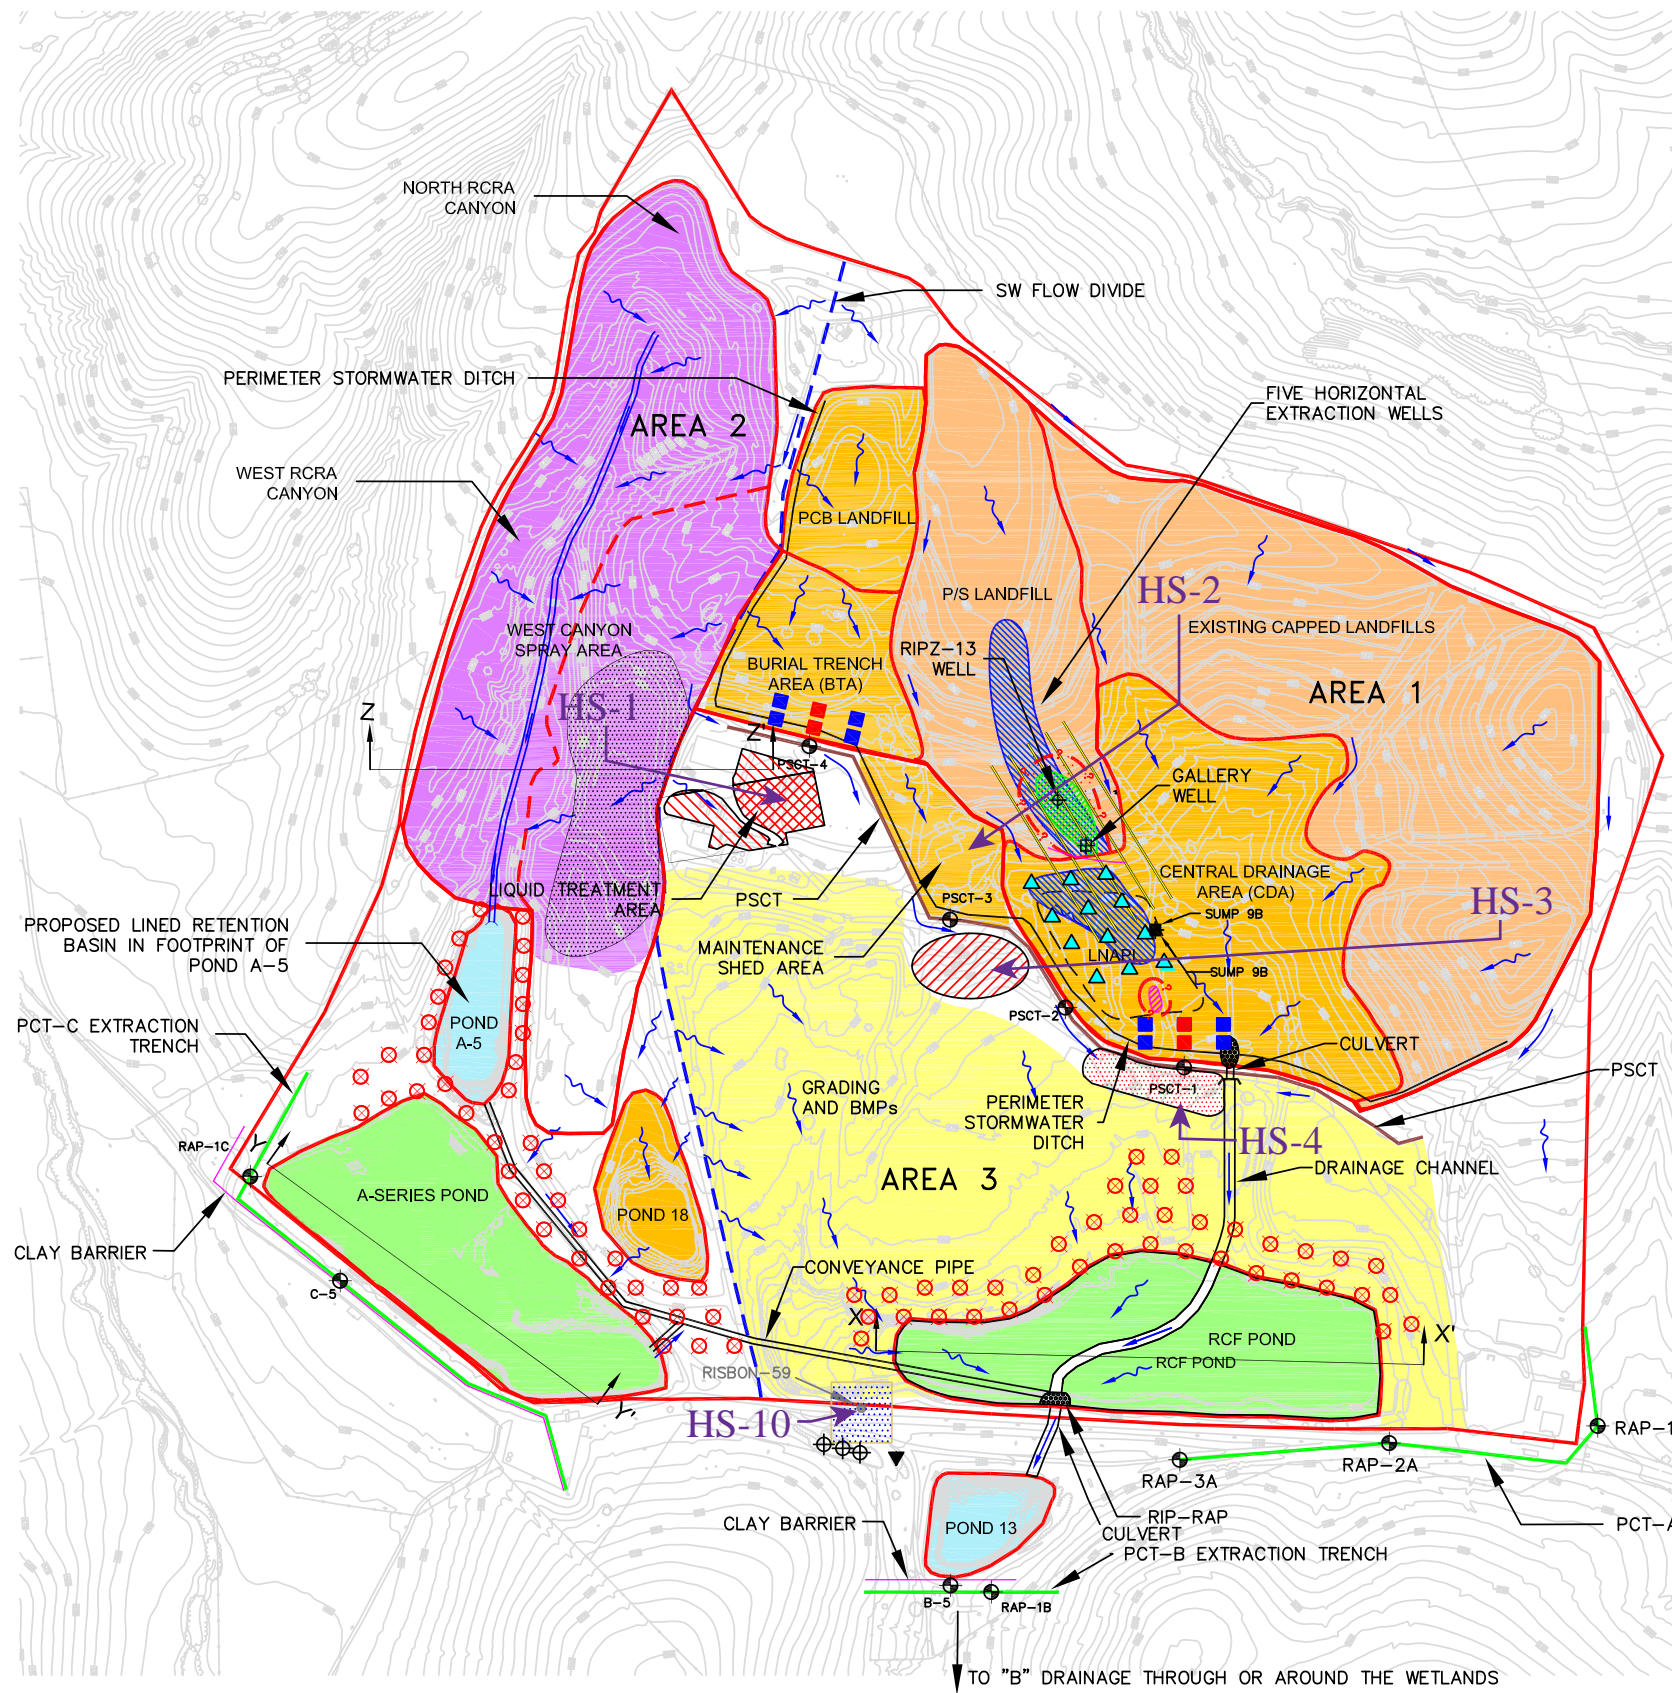 NORTH RCRA
CANYON
SW FLOW DIVIDE
PERIMETER STORMWATER DITCH
AREA 2
FIVE HORIZONTAL
EXTRACTION WELLS
WEST RCRA
CANYON
PCB LANDFILL
P/S LANDFILL
HS-2
EXISTING CAPPED LANDFILLS
WEST CANYON
SPRAY AREA
RIPZ-13
WELL
BURIAL TRENCH
AREA (BTA)
AREA 1
HS-1
Z
Z'
PSCT-4
GALLERY
WELL
CENTRAL DRAINAGE
AREA (CDA)
LIQUID TREATMENT
AREA
PSCT
PSCT-3
HS-3
SUMP 9B
PROPOSED LINED RETENTION
BASIN IN FOOTPRINT OF
POND A-5
MAINTENANCE
SHED AREA
LNAPL
SUMP 9B
PCT-C EXTRACTION
TRENCH
POND
A-5
PSCT-2
CULVERT
PSCT
GRADING
AND BMPs
PSCT-1
PERIMETER
STORMWATER
DITCH
HS-4
RAP-1C
Y
DRAINAGE CHANNEL
AREA 3
A-SERIES POND
POND 18
CLAY BARRIER
CONVEYANCE PIPE
C-5
X
X'
RCF POND
RCF POND
RISBON-59
Y'
HS-10
RAP-1
RAP-2A
RAP-3A
RIP-RAP
CLAY BARRIER
POND 13
CULVERT
PCT-A
PCT-B EXTRACTION TRENCH
B-5
RAP-1B
TO "B" DRAINAGE THROUGH OR AROUND THE WETLANDS